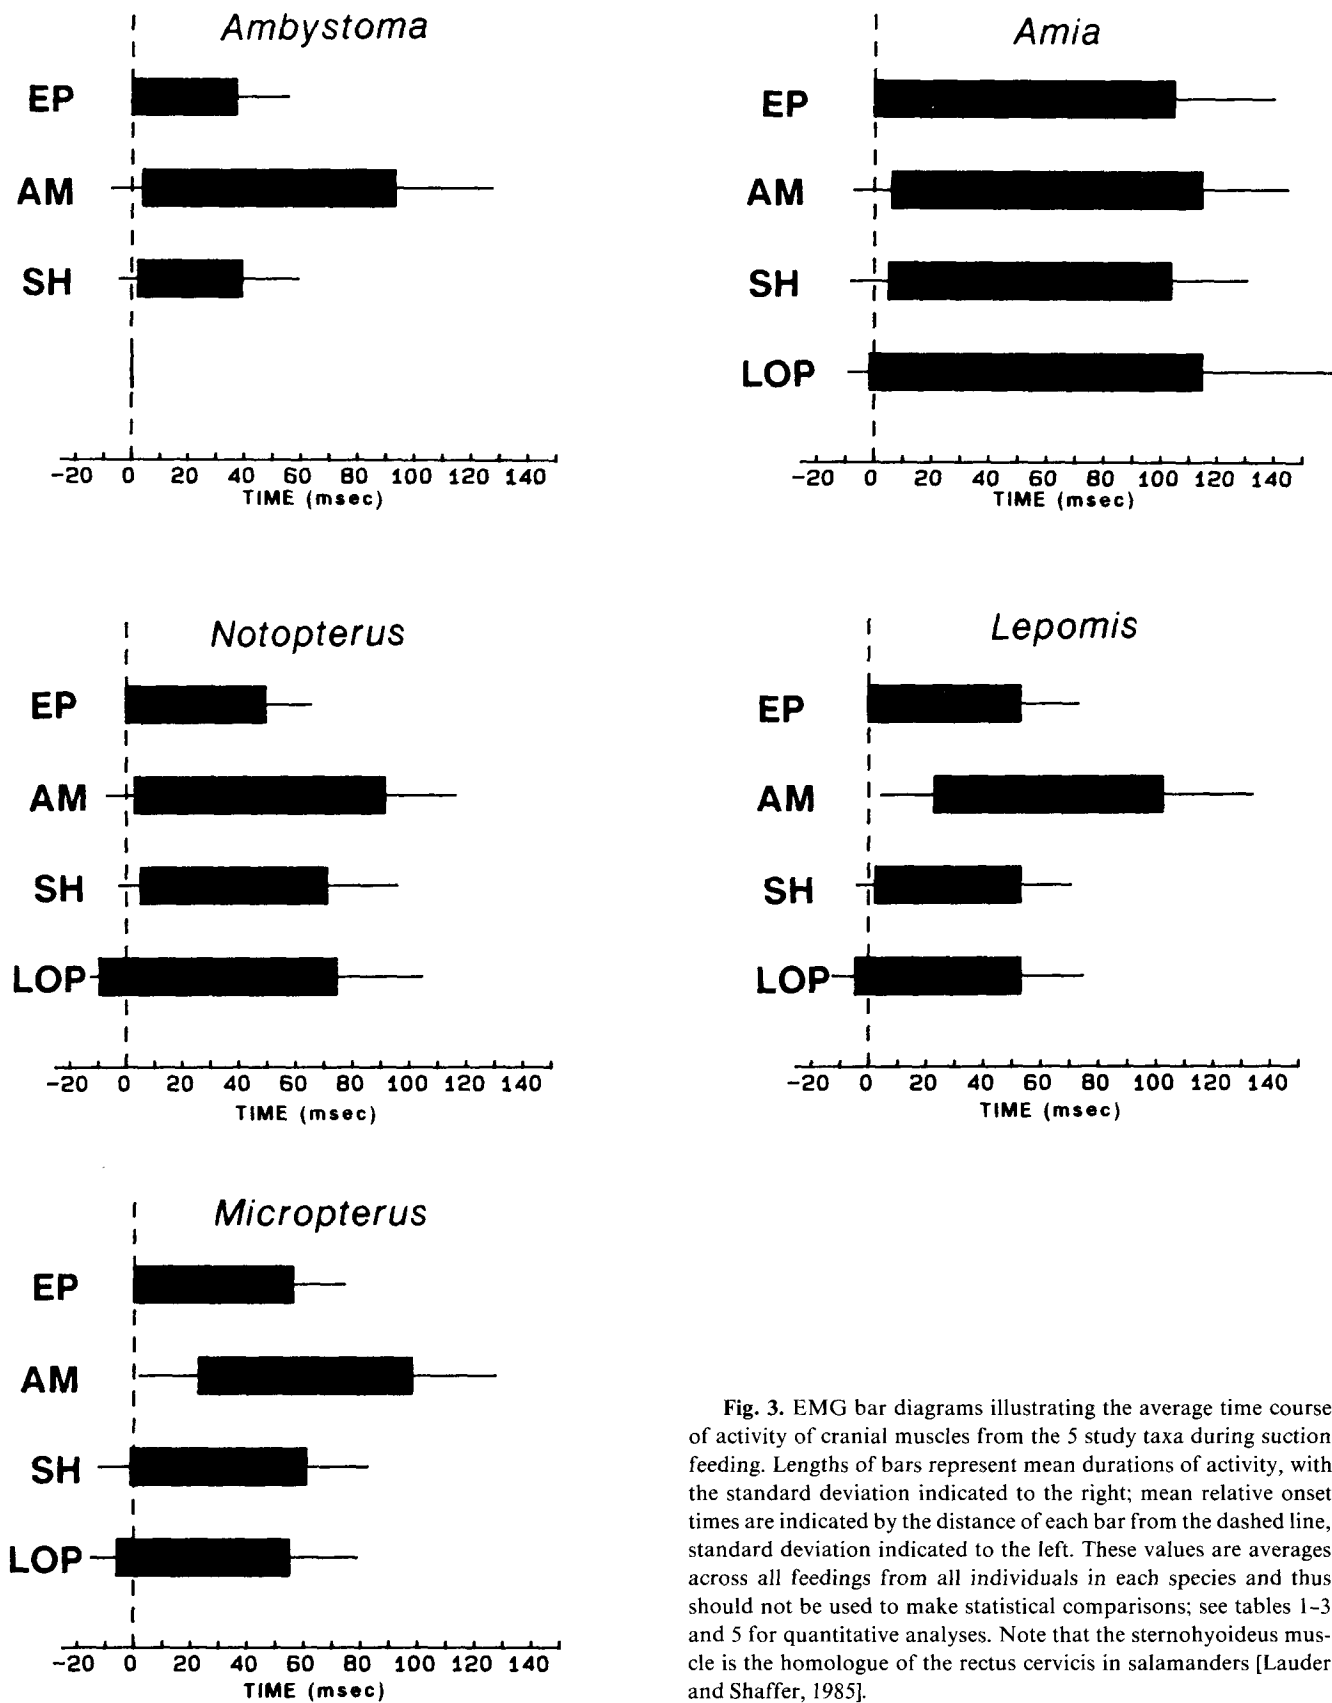 Ambystoma
EP
AM
SH
-20 0 20 40 60 80 100 120 140
TIME (msec)
Amia
EP
AM
SH
LOP
-20 0 20 40 60 80 100 120 140
TIME (msec)
Notopterus
EP
AM
SH
LOP
-20 0 20 40 60 80 100 120 140
TIME (msec)
Lepomis
EP
AM
SH
LOP
-20 0 20 40 60 80 100 120 140
TIME (msec)
Micropterus
EP
AM
SH
LOP
-20 0 20 40 60 80 100 120 140
TIME (msec)
Fig. 3. EMG bar diagrams illustrating the average time course
of activity of cranial muscles from the 5 study taxa during suction
feeding. Lengths of bars represent mean durations of activity, with
the standard deviation indicated to the right; mean relative onset
times are indicated by the distance of each bar from the dashed line,
standard deviation indicated to the left. These values are averages
across all feedings from all individuals in each species and thus
should not be used to make statistical comparisons; see tables 1–3
and 5 for quantitative analyses. Note that the sternohyoideus mus-
cle is the homologue of the rectus cervicis in salamanders [Lauder
and Shaffer, 1985].